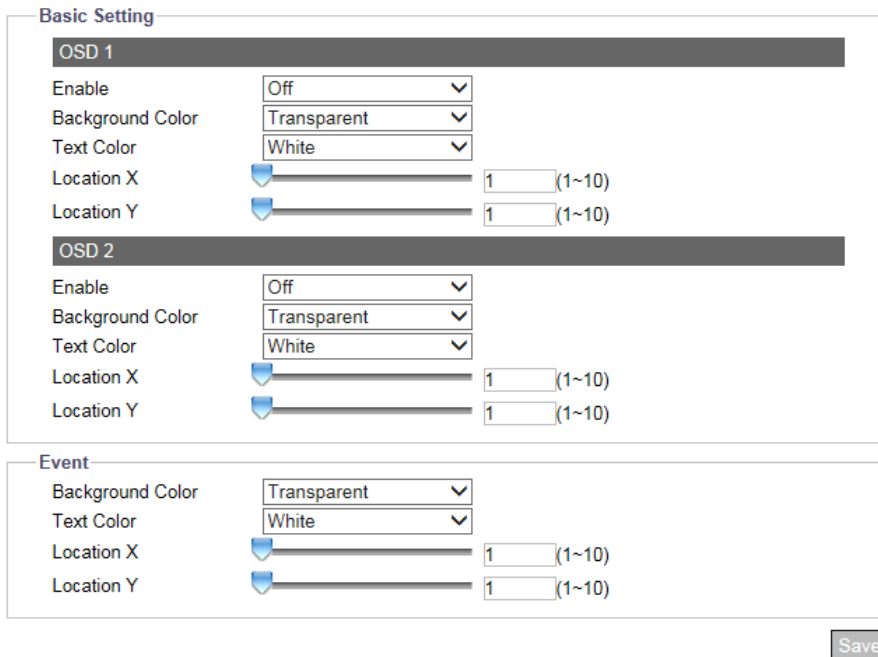 Basic Setting
OSD 1
Enable Off
Background Color Transparent
Text Color White
Location X 1 (1~10)
Location Y 1 (1~10)
OSD 2
Enable Off
Background Color Transparent
Text Color White
Location X 1 (1~10)
Location Y 1 (1~10)
Event
Background Color Transparent
Text Color White
Location X 1 (1~10)
Location Y 1 (1~10)
Save